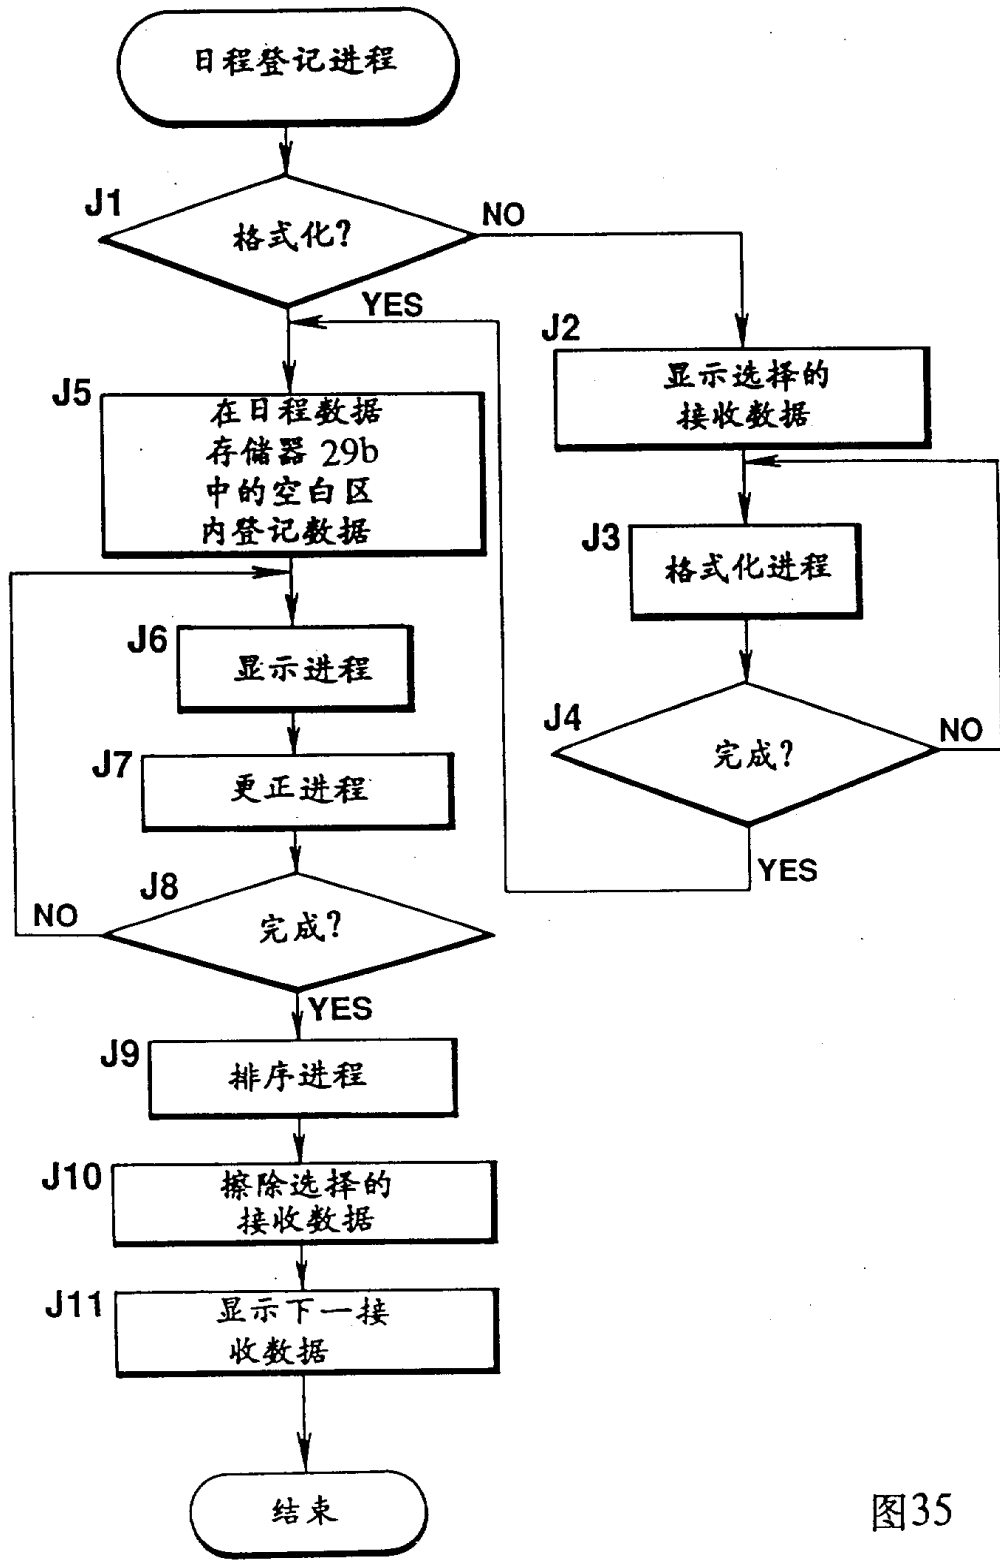 日程登记进程
J1
格式化?
NO
YES
J2
显示选择的
接收数据
J3
格式化进程
J4
完成?
NO
YES
J5
在日程数据
存储器 29b
中的空白区
内登记数据
J6
显示进程
J7
更正进程
J8
完成?
NO
YES
J9
排序进程
J10
擦除选择的
接收数据
J11
显示下一接
收数据
结束
图35